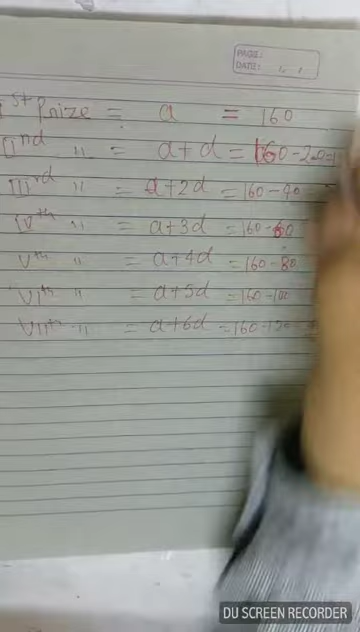 PAGE:
DATE:
Ist Prize = a = 160
IInd " = a+d = 160-20
IIIrd " = a+2d = 160-40
IVth " = a+3d = 160-60
Vth " = a+4d = 160-80
VIth " = a+5d = 160-100
VIIth " = a+6d = 160-120
DU SCREEN RECORDER